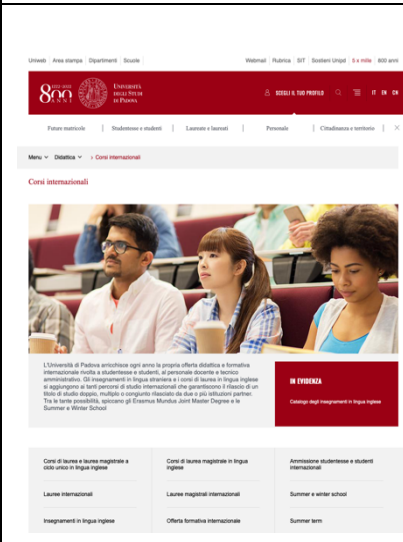 Uniweb Area stampa Dipartimenti Scuole
Webmail Rubrica SIT Sostieni Unipd 5 x mille 800 anni
800
ANNI
UNIVERSITÀ
DEGLI STUDI
DI PADOVA
SCEGLI IL TUO PROFILO
IT EN CN
Future matricole | Studentesse e studenti | Laureate e laureati | Personale | Cittadinanza e territorio | ×
Menu Didattica › Corsi internazionali
Corsi internazionali
L'Università di Padova arricchisce ogni anno la propria offerta didattica e formativa
internazionale rivolta a studentesse e studenti, al personale docente e tecnico
amministrativo. Gli insegnamenti in lingua straniera e i corsi di laurea in lingua inglese
si aggiungono ai tanti percorsi di studio internazionali che garantiscono il rilascio di un
titolo di studio doppio, multiplo o congiunto rilasciato da due o più istituzioni partner.
Tra le tante possibilità, spiccano gli Erasmus Mundus Joint Master Degree e le
Summer e Winter School
IN EVIDENZA
Catalogo degli insegnamenti in lingua inglese
Corsi di laurea e laurea magistrale a
ciclo unico in lingua inglese
Corsi di laurea magistrale in lingua
inglese
Ammissione studentesse e studenti
internazionali
Lauree internazionali
Lauree magistrali internazionali
Summer e winter school
Insegnamenti in lingua inglese
Offerta formativa internazionale
Summer term